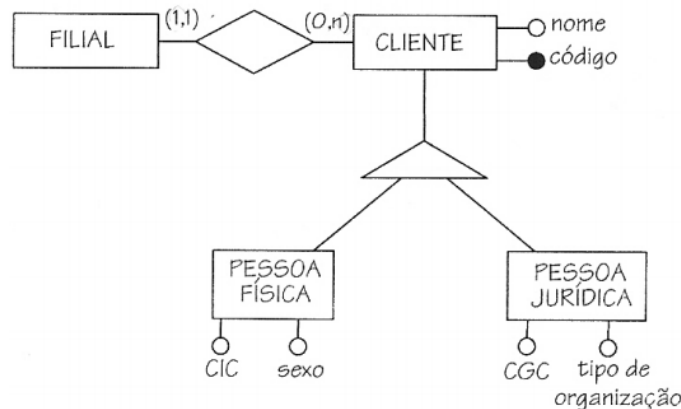 FILIAL
(1,1)
(0,n)
CLIENTE
nome
código
PESSOA
FÍSICA
CIC
sexo
PESSOA
JURÍDICA
CGC
tipo de
organização